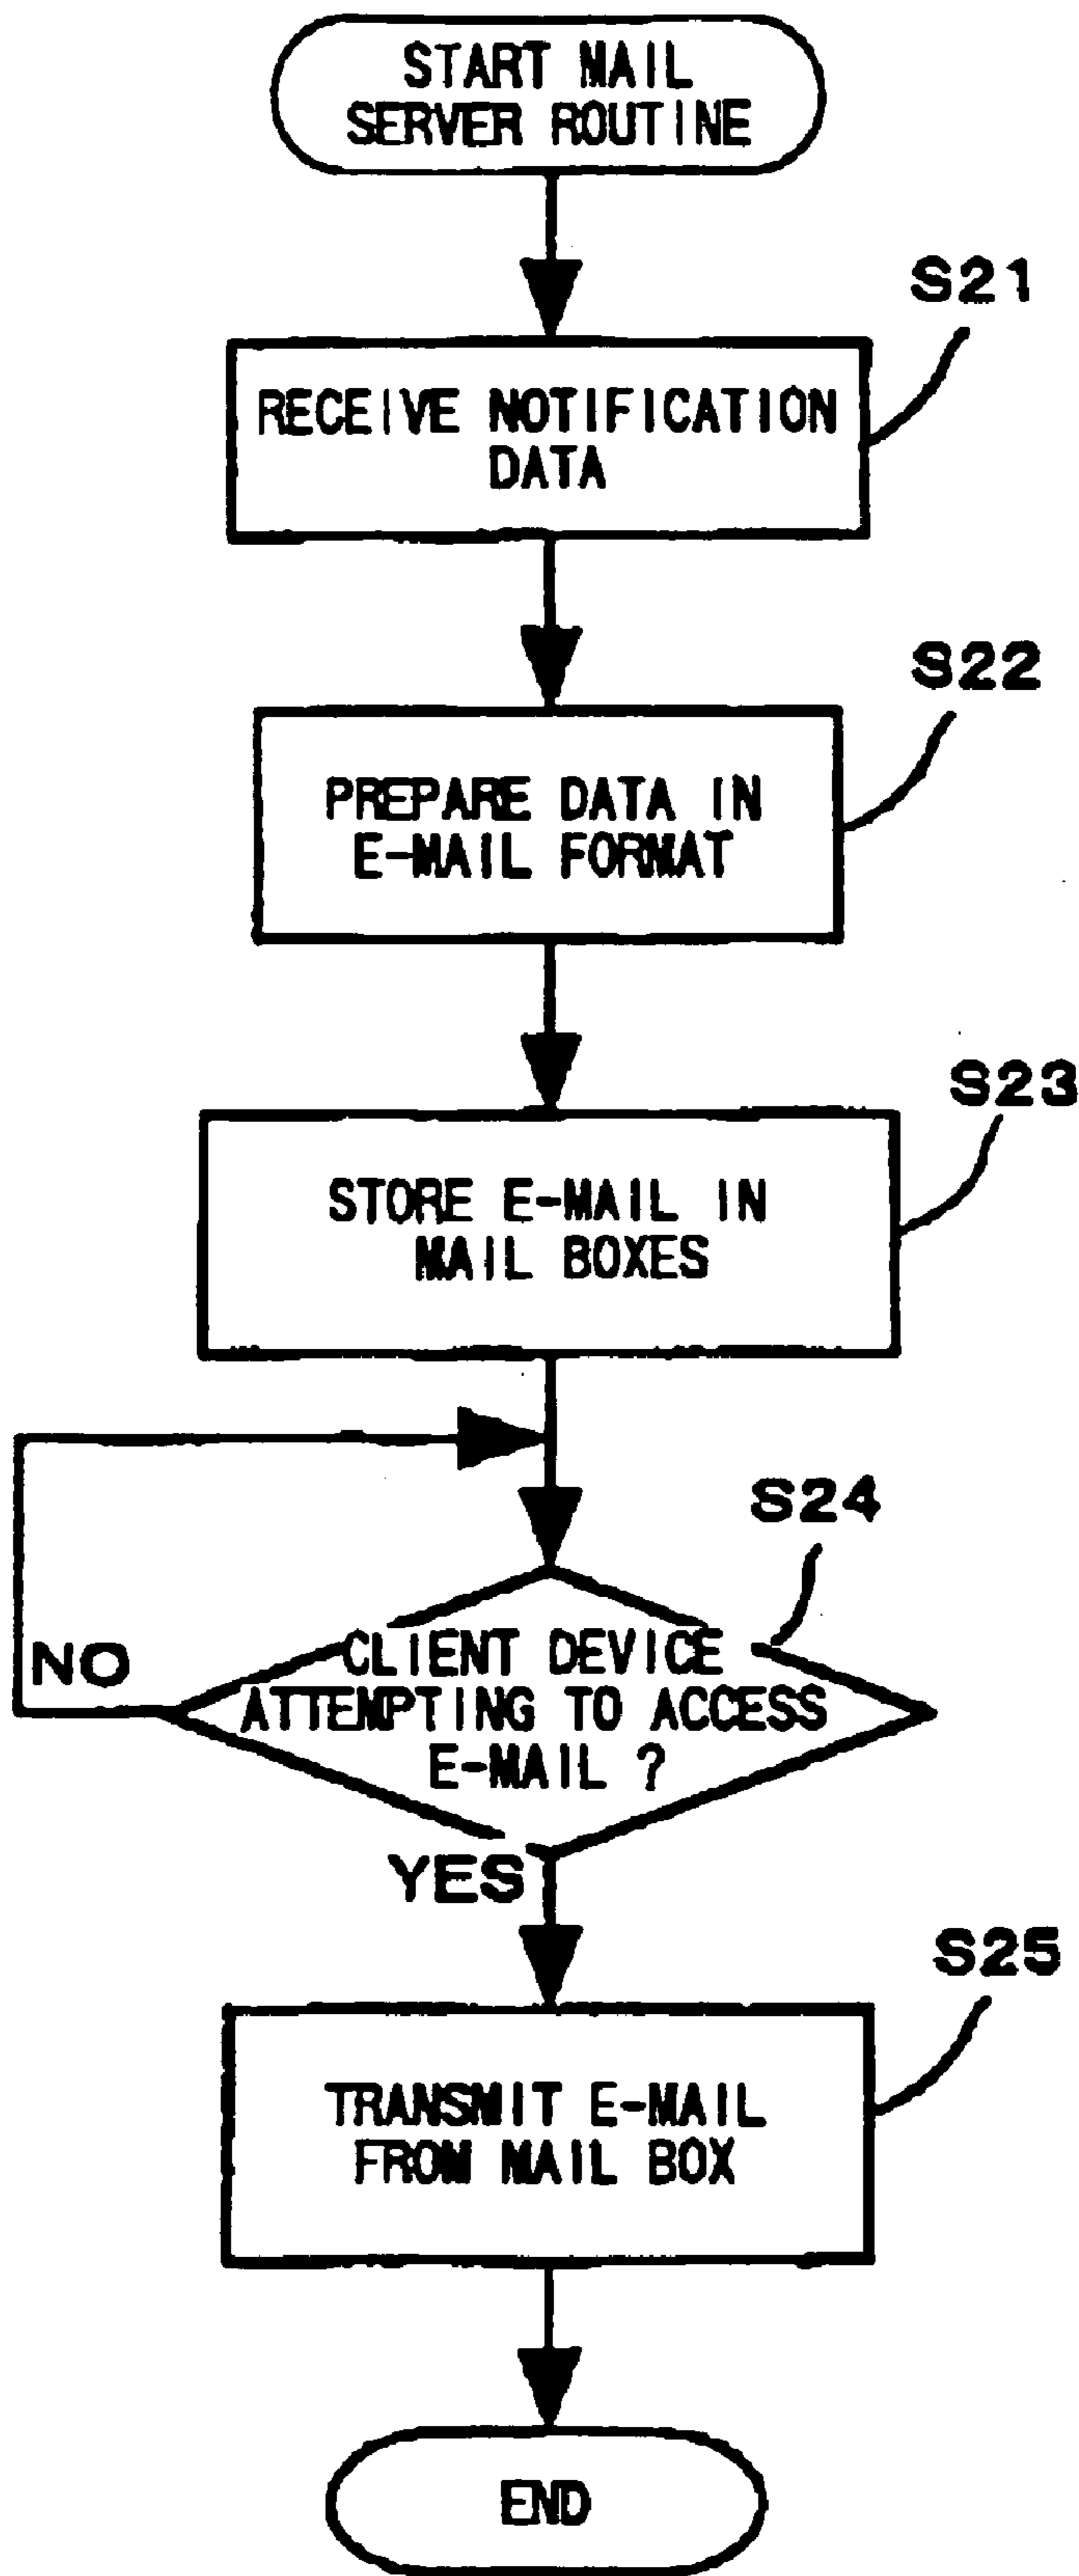 START MAIL
SERVER ROUTINE
S21
RECEIVE NOTIFICATION
DATA
S22
PREPARE DATA IN
E-MAIL FORMAT
S23
STORE E-MAIL IN
MAIL BOXES
S24
NO
CLIENT DEVICE
ATTEMPTING TO ACCESS
E-MAIL ?
YES
S25
TRANSMIT E-MAIL
FROM MAIL BOX
END